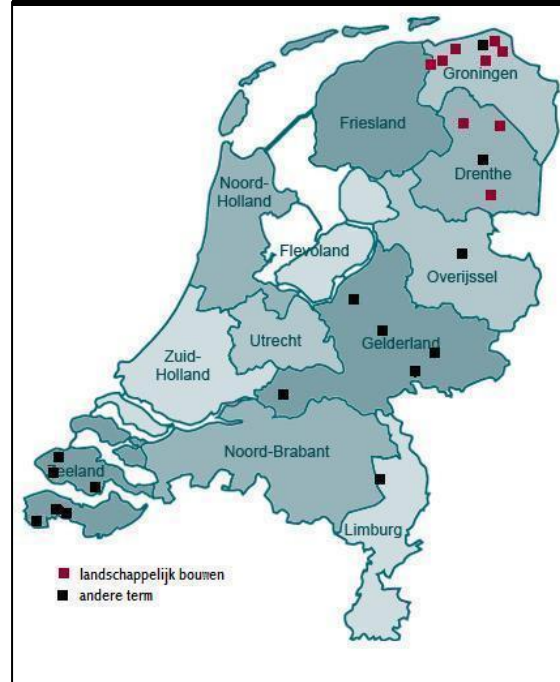 Groningen
Friesland
Drenthe
Noord-
Holland
Flevoland
Overijssel
Utrecht
Gelderland
Zuid-
Holland
Noord-Brabant
Zeeland
Limburg
landschappelijk bouwen
andere term